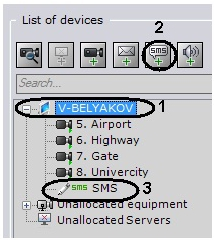 List of devices
2
SMS
Search...
V-BELYAKOV 1
5. Airport
6. Highway
7. Gate
8. Univercity
SMS SMS 3
Unallocated equipment
Unallocated Servers